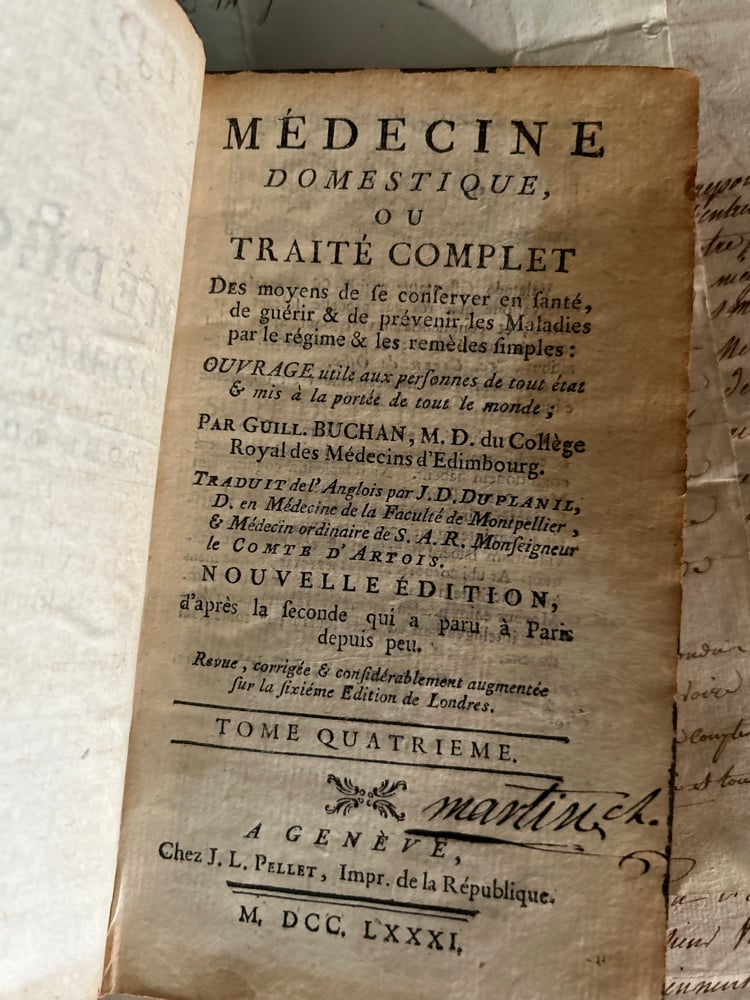 MÉDECINE
DOMESTIQUE,
OU
TRAITÉ COMPLET
DES moyens de ſe conſerver en ſanté,
de guérir & de prévenir les Maladies
par le régime & les remèdes ſimples :
OUVRAGE utile aux perſonnes de tout état
& mis à la portée de tout le monde ;
PAR GUILL. BUCHAN, M. D. du Collège
Royal des Médecins d'Edimbourg.
TRADUIT de l'Anglois par J. D. DUPLANIL,
D. en Médecine de la Faculté de Montpellier,
& Médecin ordinaire de S. A. R. Monſeigneur
le COMTE D'ARTOIS.
NOUVELLE ÉDITION,
d'après la ſeconde qui a paru à Paris
depuis peu.
Revue, corrigée & conſidérablement augmentée
ſur la ſixiéme Edition de Londres.
TOME QUATRIEME.
martin ch.
A GENÈVE,
Chez J. L. PELLET, Impr. de la République.
M. DCC. LXXXI.